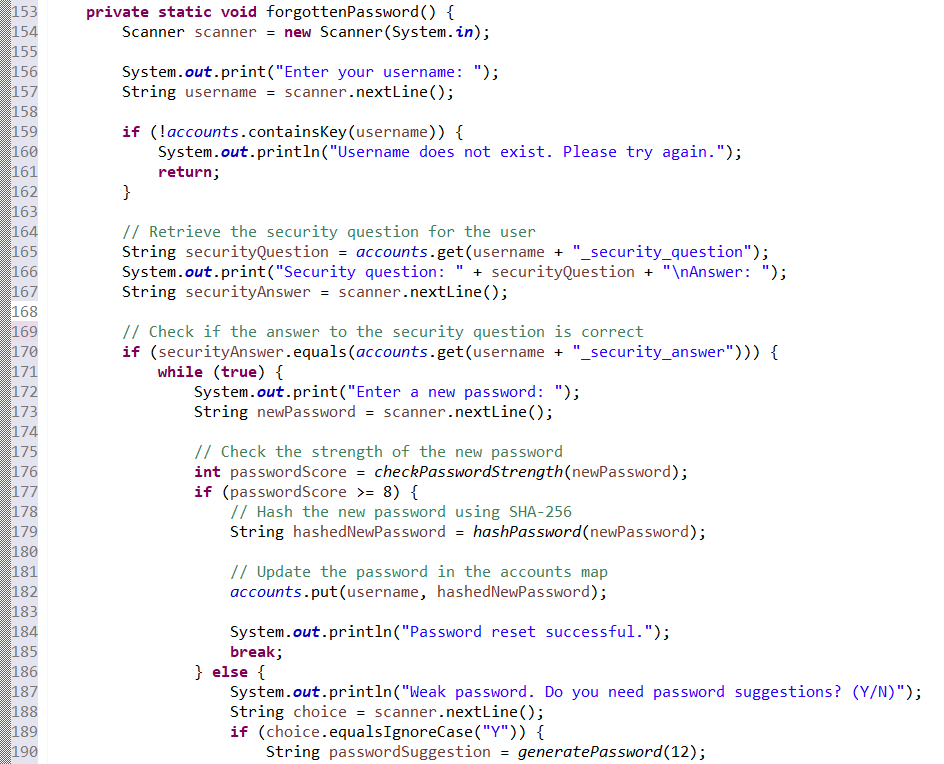 153 private static void forgottenPassword() {
154 Scanner scanner = new Scanner(System.in);
155
156 System.out.print("Enter your username: ");
157 String username = scanner.nextLine();
158
159 if (!accounts.containsKey(username)) {
160 System.out.println("Username does not exist. Please try again.");
161 return;
162 }
163
164 // Retrieve the security question for the user
165 String securityQuestion = accounts.get(username + "_security_question");
166 System.out.print("Security question: " + securityQuestion + "\nAnswer: ");
167 String securityAnswer = scanner.nextLine();
168
169 // Check if the answer to the security question is correct
170 if (securityAnswer.equals(accounts.get(username + "_security_answer"))) {
171 while (true) {
172 System.out.print("Enter a new password: ");
173 String newPassword = scanner.nextLine();
174
175 // Check the strength of the new password
176 int passwordScore = checkPasswordStrength(newPassword);
177 if (passwordScore >= 8) {
178 // Hash the new password using SHA-256
179 String hashedNewPassword = hashPassword(newPassword);
180
181 // Update the password in the accounts map
182 accounts.put(username, hashedNewPassword);
183
184 System.out.println("Password reset successful.");
185 break;
186 } else {
187 System.out.println("Weak password. Do you need password suggestions? (Y/N)");
188 String choice = scanner.nextLine();
189 if (choice.equalsIgnoreCase("Y")) {
190 String passwordSuggestion = generatePassword(12);